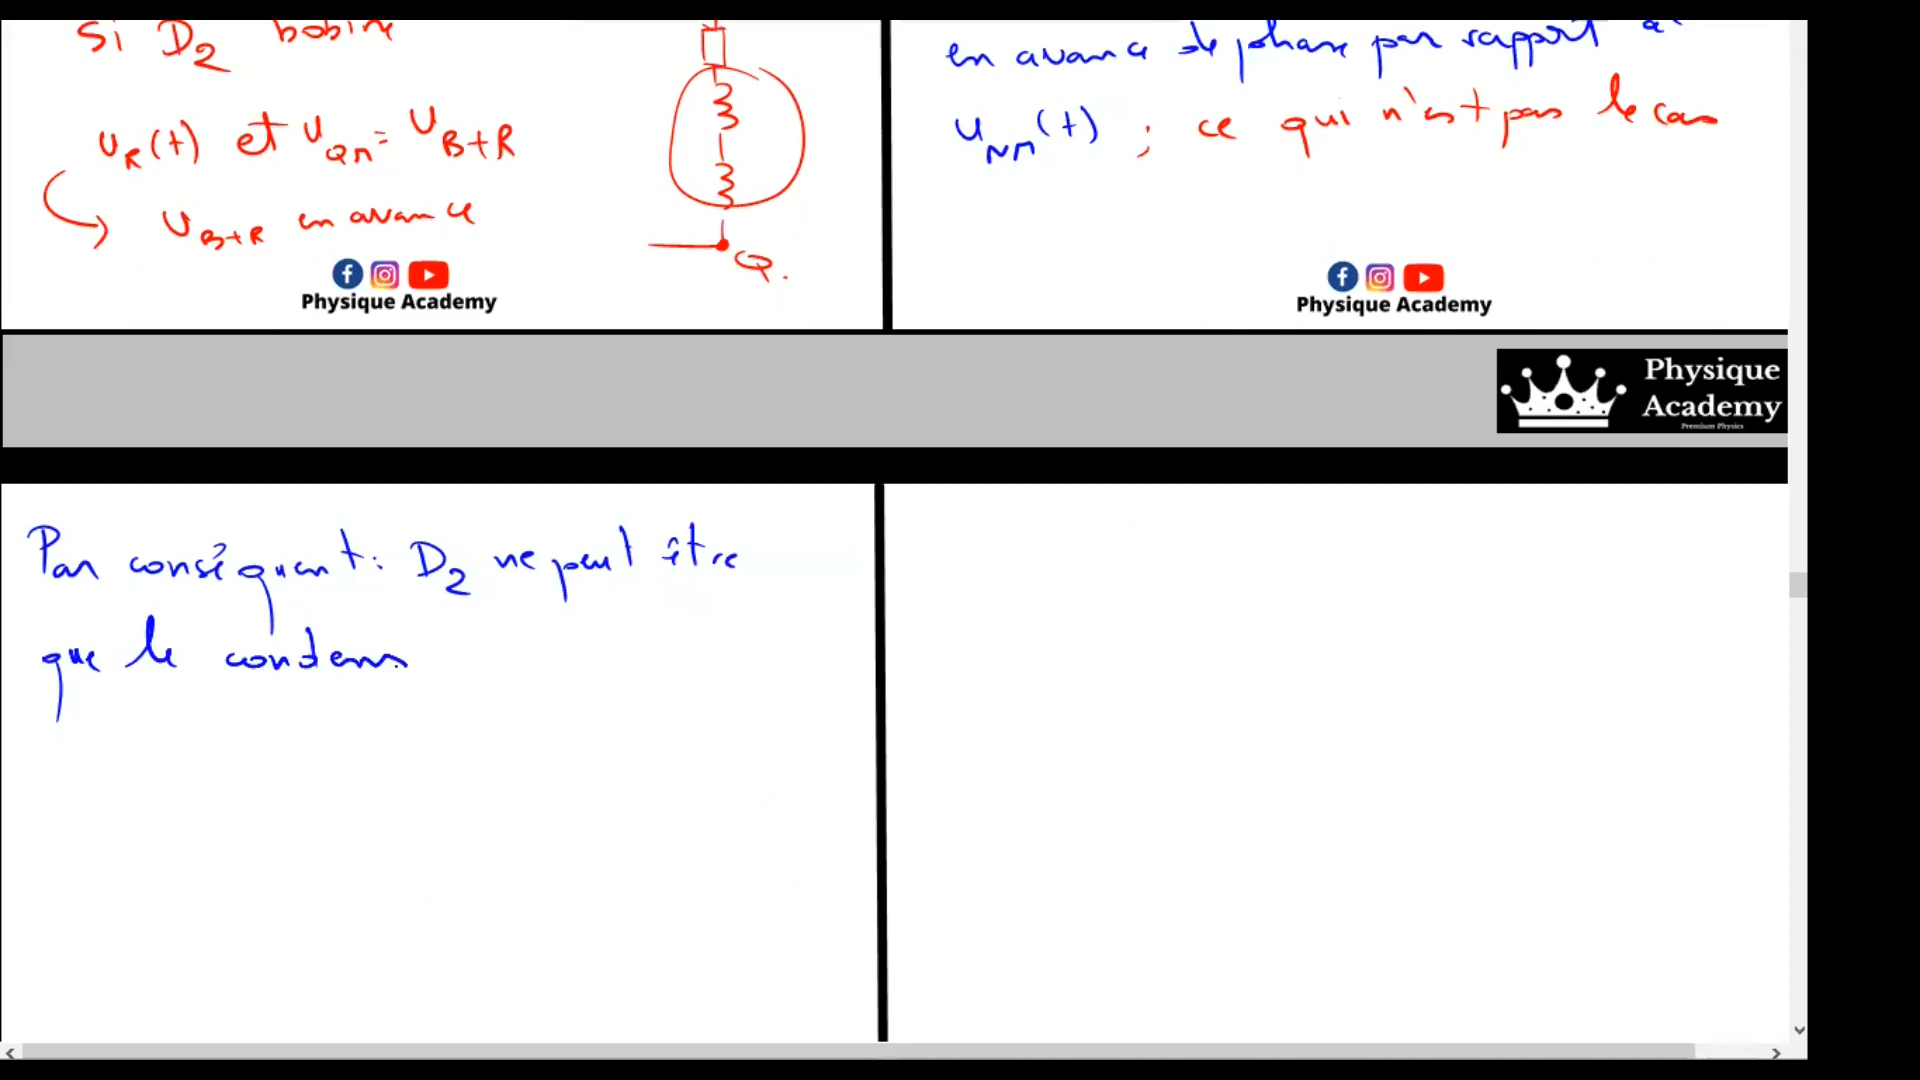 Si D2 bobine
uR(t) et uQM = UB+R
UB+R en avance
Q.
Physique Academy
en avance de phase par rapport à
uNM(t) ; ce qui n'est pas le cas
Physique Academy
Physique
Academy
Premium Physics
Par conséquent : D2 ne peut être
que le condens